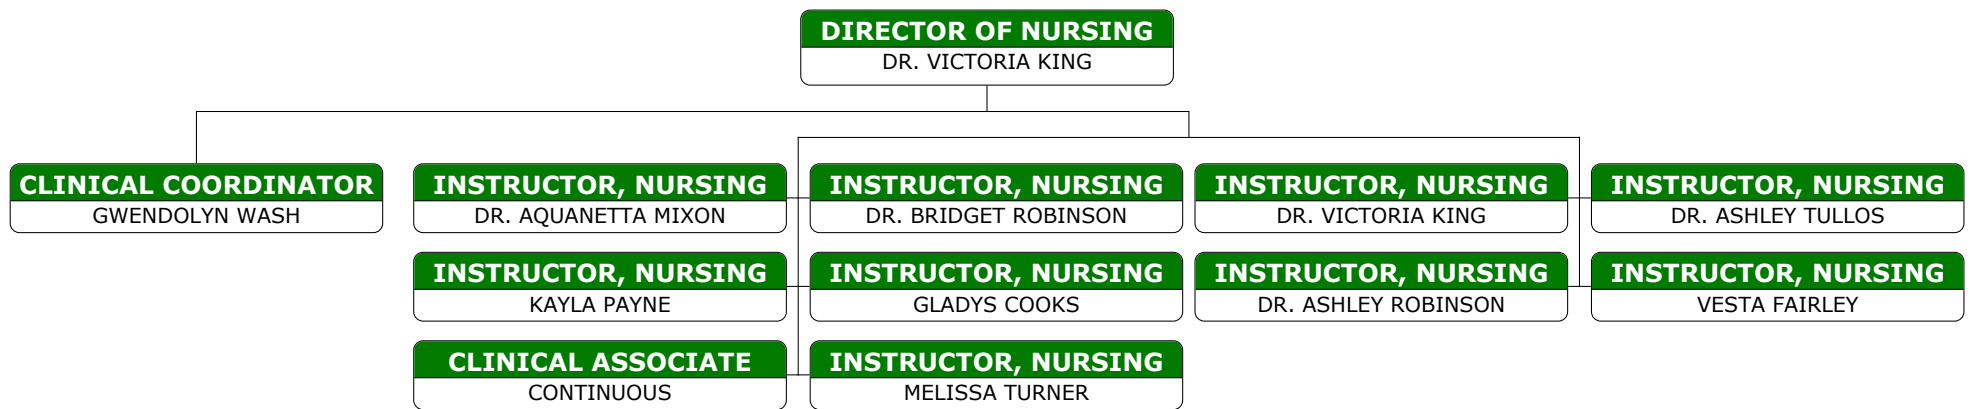 DIRECTOR OF NURSING
DR. VICTORIA KING
CLINICAL COORDINATOR
GWENDOLYN WASH
INSTRUCTOR, NURSING
DR. AQUANETTA MIXON
INSTRUCTOR, NURSING
DR. BRIDGET ROBINSON
INSTRUCTOR, NURSING
DR. VICTORIA KING
INSTRUCTOR, NURSING
DR. ASHLEY TULLOS
INSTRUCTOR, NURSING
KAYLA PAYNE
INSTRUCTOR, NURSING
GLADYS COOKS
INSTRUCTOR, NURSING
DR. ASHLEY ROBINSON
INSTRUCTOR, NURSING
VESTA FAIRLEY
CLINICAL ASSOCIATE
CONTINUOUS
INSTRUCTOR, NURSING
MELISSA TURNER